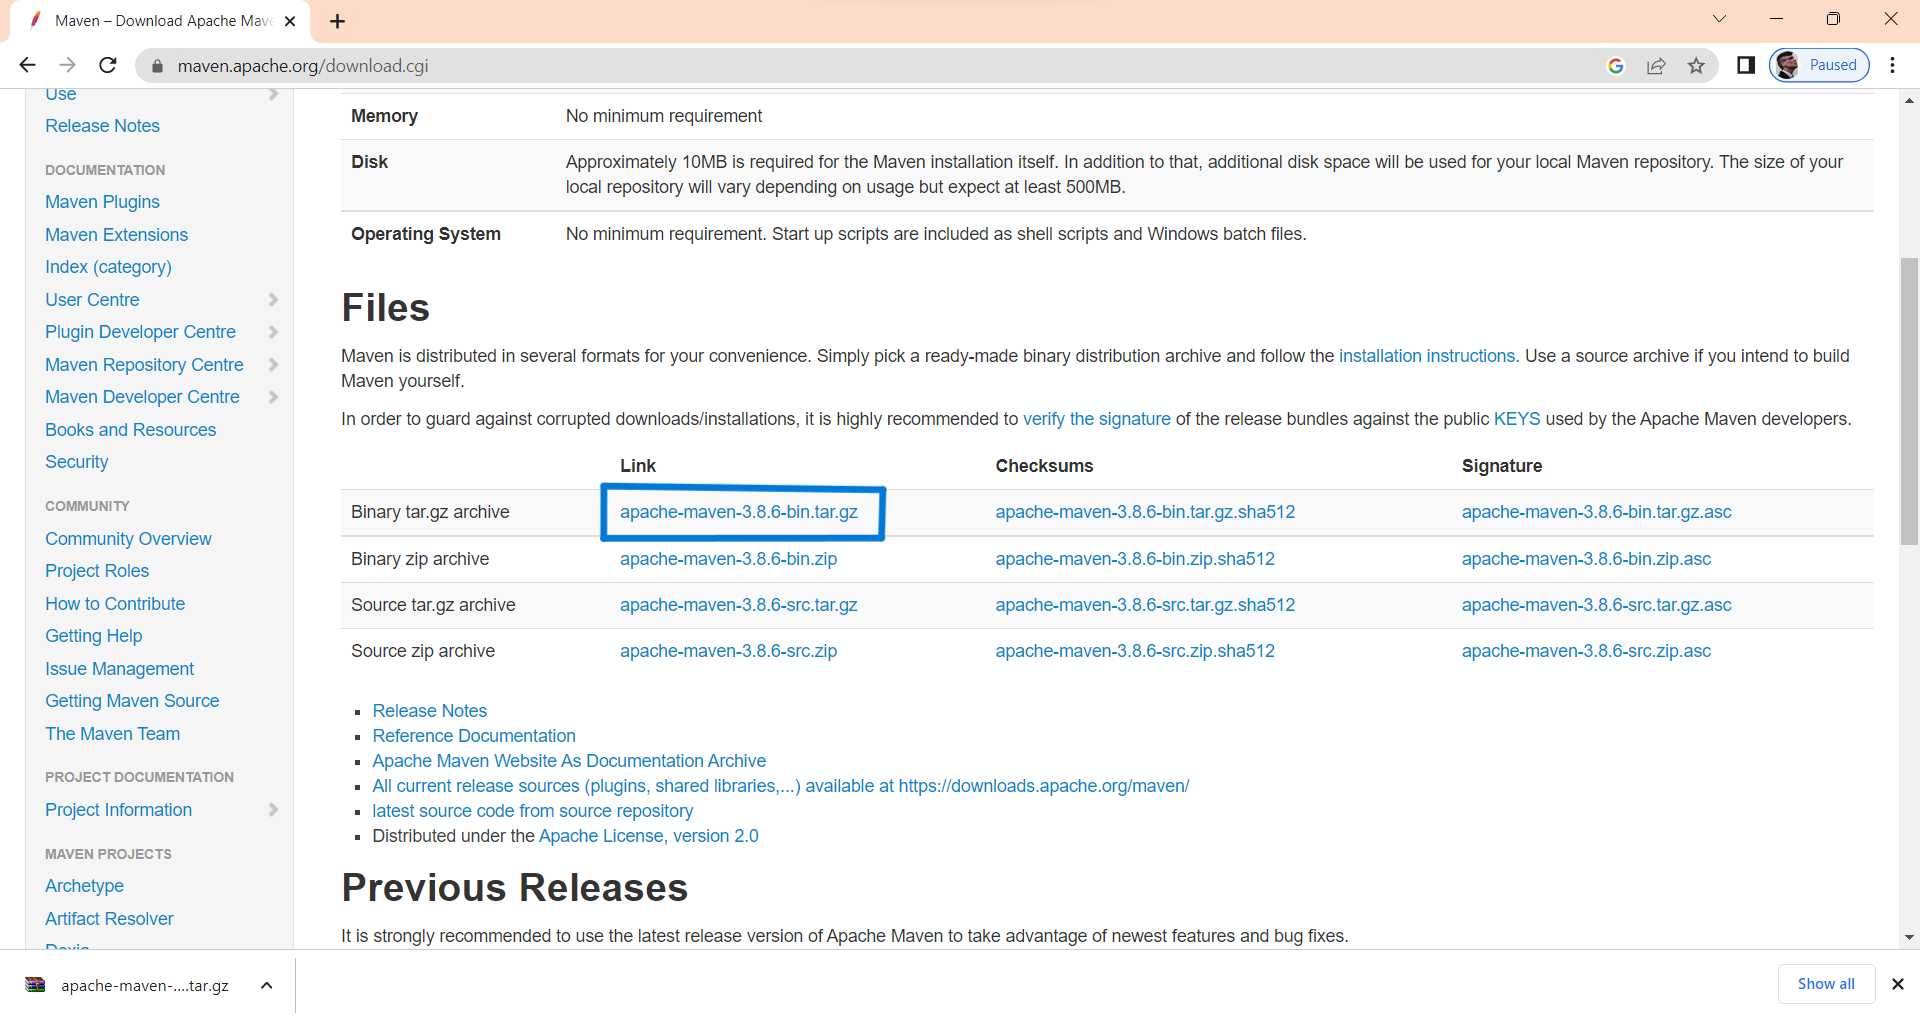 Maven – Download Apache Mave
maven.apache.org/download.cgi
Paused
Use
Release Notes
DOCUMENTATION
Maven Plugins
Maven Extensions
Index (category)
User Centre
Plugin Developer Centre
Maven Repository Centre
Maven Developer Centre
Books and Resources
Security
COMMUNITY
Community Overview
Project Roles
How to Contribute
Getting Help
Issue Management
Getting Maven Source
The Maven Team
PROJECT DOCUMENTATION
Project Information
MAVEN PROJECTS
Archetype
Artifact Resolver
Doxia
Memory No minimum requirement
Disk Approximately 10MB is required for the Maven installation itself. In addition to that, additional disk space will be used for your local Maven repository. The size of your
local repository will vary depending on usage but expect at least 500MB.
Operating System No minimum requirement. Start up scripts are included as shell scripts and Windows batch files.
Files
Maven is distributed in several formats for your convenience. Simply pick a ready-made binary distribution archive and follow the installation instructions. Use a source archive if you intend to build
Maven yourself.
In order to guard against corrupted downloads/installations, it is highly recommended to verify the signature of the release bundles against the public KEYS used by the Apache Maven developers.
Link Checksums Signature
Binary tar.gz archive apache-maven-3.8.6-bin.tar.gz apache-maven-3.8.6-bin.tar.gz.sha512 apache-maven-3.8.6-bin.tar.gz.asc
Binary zip archive apache-maven-3.8.6-bin.zip apache-maven-3.8.6-bin.zip.sha512 apache-maven-3.8.6-bin.zip.asc
Source tar.gz archive apache-maven-3.8.6-src.tar.gz apache-maven-3.8.6-src.tar.gz.sha512 apache-maven-3.8.6-src.tar.gz.asc
Source zip archive apache-maven-3.8.6-src.zip apache-maven-3.8.6-src.zip.sha512 apache-maven-3.8.6-src.zip.asc
Release Notes
Reference Documentation
Apache Maven Website As Documentation Archive
All current release sources (plugins, shared libraries,...) available at https://downloads.apache.org/maven/
latest source code from source repository
Distributed under the Apache License, version 2.0
Previous Releases
It is strongly recommended to use the latest release version of Apache Maven to take advantage of newest features and bug fixes.
apache-maven-....tar.gz
Show all